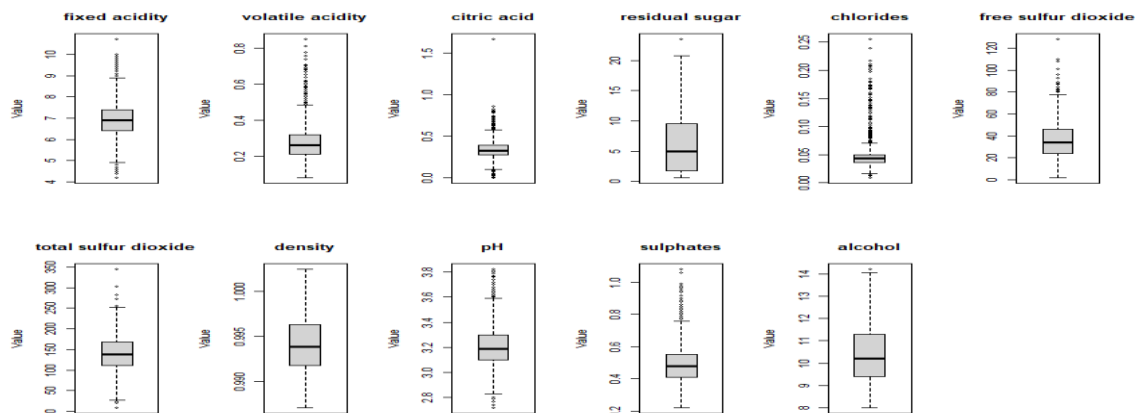 fixed acidity volatile acidity citric acid residual sugar chlorides free sulfur dioxide
Value Value Value Value Value Value
4 5 6 7 8 9 10
0.2 0.4 0.6 0.8
0.0 0.5 1.0 1.5
0 5 10 15 20
0.00 0.05 0.10 0.15 0.20 0.25
0 20 40 60 80 100 120
total sulfur dioxide density pH sulphates alcohol
Value Value Value Value Value
0 50 100 150 200 250 300 350
0.990 0.995 1.000
2.8 3.0 3.2 3.4 3.6 3.8
0.2 0.4 0.6 0.8 1.0
8 9 10 11 12 13 14